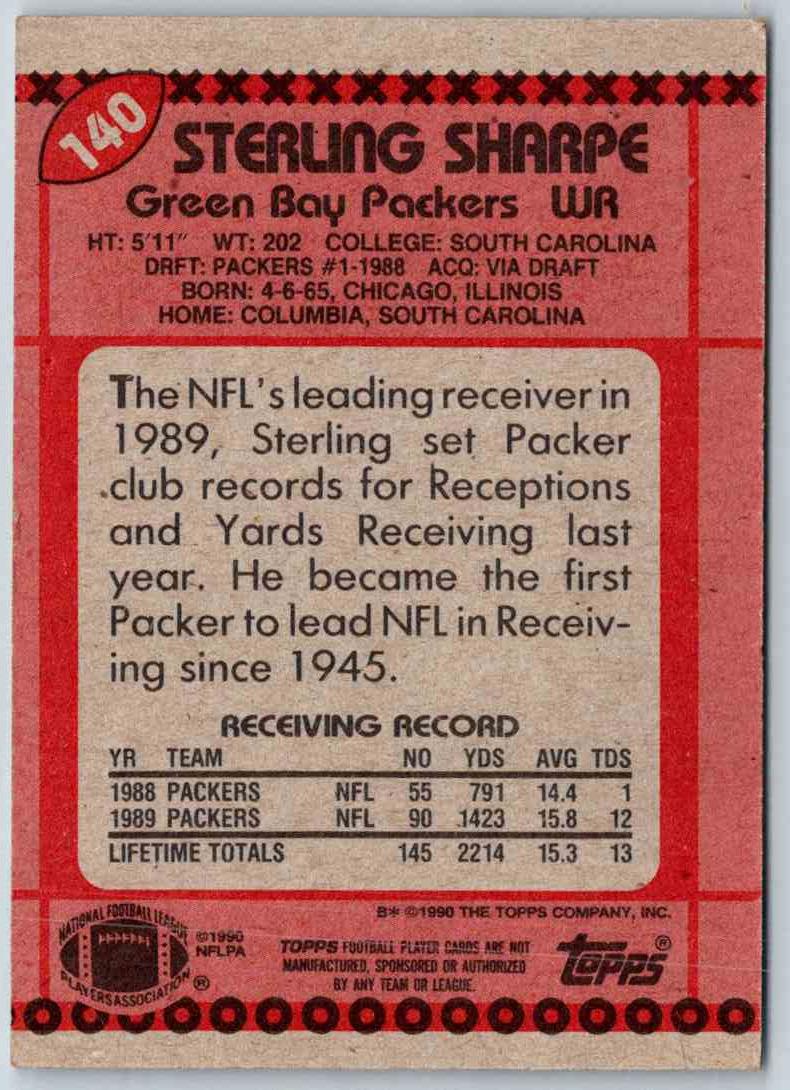 140
STERLING SHARPE
Green Bay Packers WR
HT: 5'11" WT: 202 COLLEGE: SOUTH CAROLINA
DRFT: PACKERS #1-1988 ACQ: VIA DRAFT
BORN: 4-6-65, CHICAGO, ILLINOIS
HOME: COLUMBIA, SOUTH CAROLINA
The NFL's leading receiver in
1989, Sterling set Packer
club records for Receptions
and Yards Receiving last
year. He became the first
Packer to lead NFL in Receiv-
ing since 1945.
RECEIVING RECORD
YR TEAM NO YDS AVG TDS
1988 PACKERS NFL 55 791 14.4 1
1989 PACKERS NFL 90 1423 15.8 12
LIFETIME TOTALS 145 2214 15.3 13
B* ©1990 THE TOPPS COMPANY, INC.
NATIONAL FOOTBALL LEAGUE
PLAYERS ASSOCIATION ®
©1990
NFLPA
TOPPS FOOTBALL PLAYER CARDS ARE NOT
MANUFACTURED, SPONSORED OR AUTHORIZED
BY ANY TEAM OR LEAGUE.
topps®